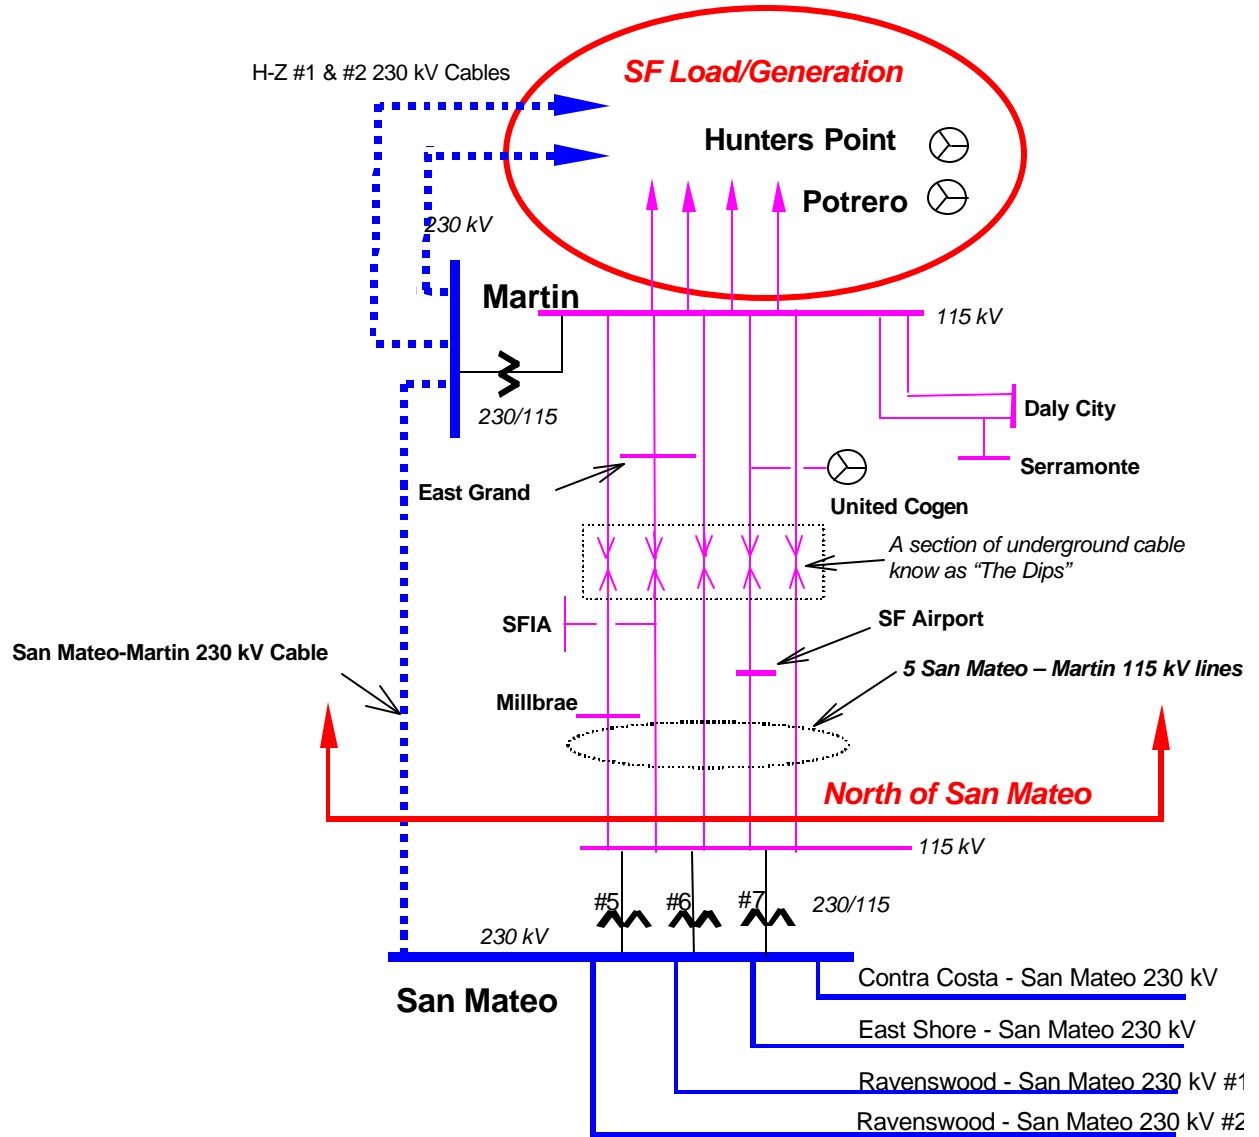 SF Load/Generation
H-Z #1 & #2 230 kV Cables
Hunters Point
Potrero
230 kV
Martin
115 kV
230/115
Daly City
Serramonte
East Grand
United Cogen
A section of underground cable
know as “The Dips”
SFIA
SF Airport
San Mateo-Martin 230 kV Cable
5 San Mateo – Martin 115 kV lines
Millbrae
North of San Mateo
115 kV
#5
#6
#7
230/115
230 kV
San Mateo
Contra Costa - San Mateo 230 kV
East Shore - San Mateo 230 kV
Ravenswood - San Mateo 230 kV #1
Ravenswood - San Mateo 230 kV #2